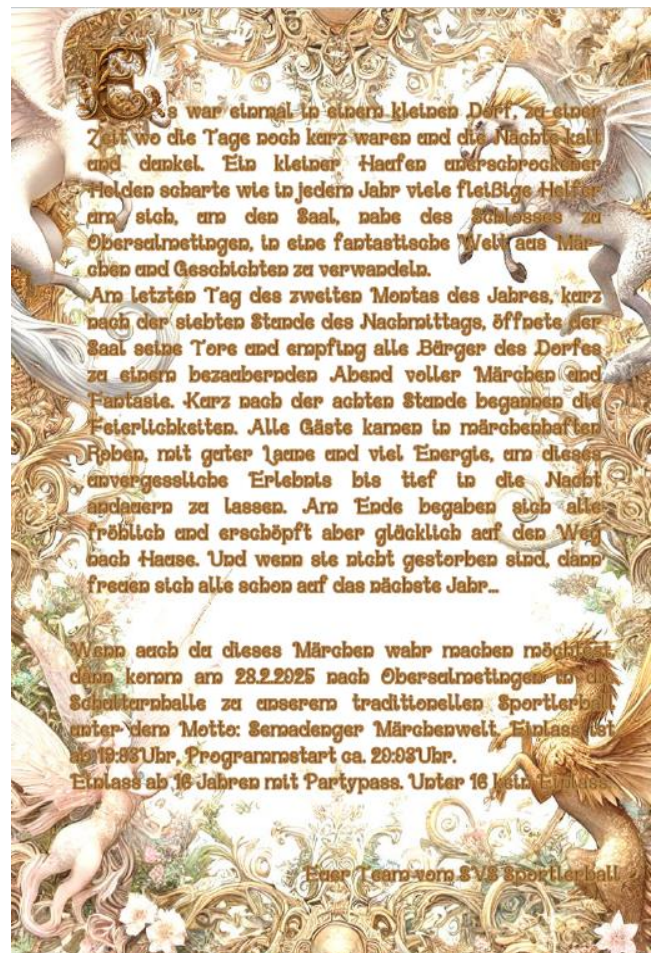 Es war einmal in einem kleinen Dorf, zu einer
Zeit wo die Tage noch kurz waren und die Nächte kalt
und dunkel. Ein kleiner Haufen unerschrockener
Helden scharte wie in jedem Jahr viele fleißige Helfer
um sich, um den Saal, nahe des Schlosses zu
Obersulmetingen, in eine fantastische Welt aus Mär-
chen und Geschichten zu verwandeln.
Am letzten Tag des zweiten Montas des Jahres, kurz
nach der siebten Stunde des Nachmittags, öffnete der
Saal seine Tore und empfing alle Bürger des Dorfes
zu einem bezaubernden Abend voller Märchen und
Fantasie. Kurz nach der achten Stunde begannen die
Feierlichkeiten. Alle Gäste kamen in märchenhaften
Roben, mit guter Laune und viel Energie, um dieses
unvergessliche Erlebnis bis tief in die Nacht
andauern zu lassen. Am Ende begaben sich alle
fröhlich und erschöpft aber glücklich auf den Weg
nach Hause. Und wenn sie nicht gestorben sind, dann
freuen sich alle schon auf das nächste Jahr...
Wenn auch du dieses Märchen wahr machen möchtest,
dann komm am 28.2.2025 nach Obersulmetingen in die
Schulturnhalle zu unserem traditionellen Sportlerball
unter dem Motto: Semadenger Märchenwelt. Einlass ist
ab Uhr, Programmstart ca. Uhr.
Einlass ab 16 Jahren mit Partypass. Unter 16 kein Einlass.
Euer Team vom SVS Sportlerball